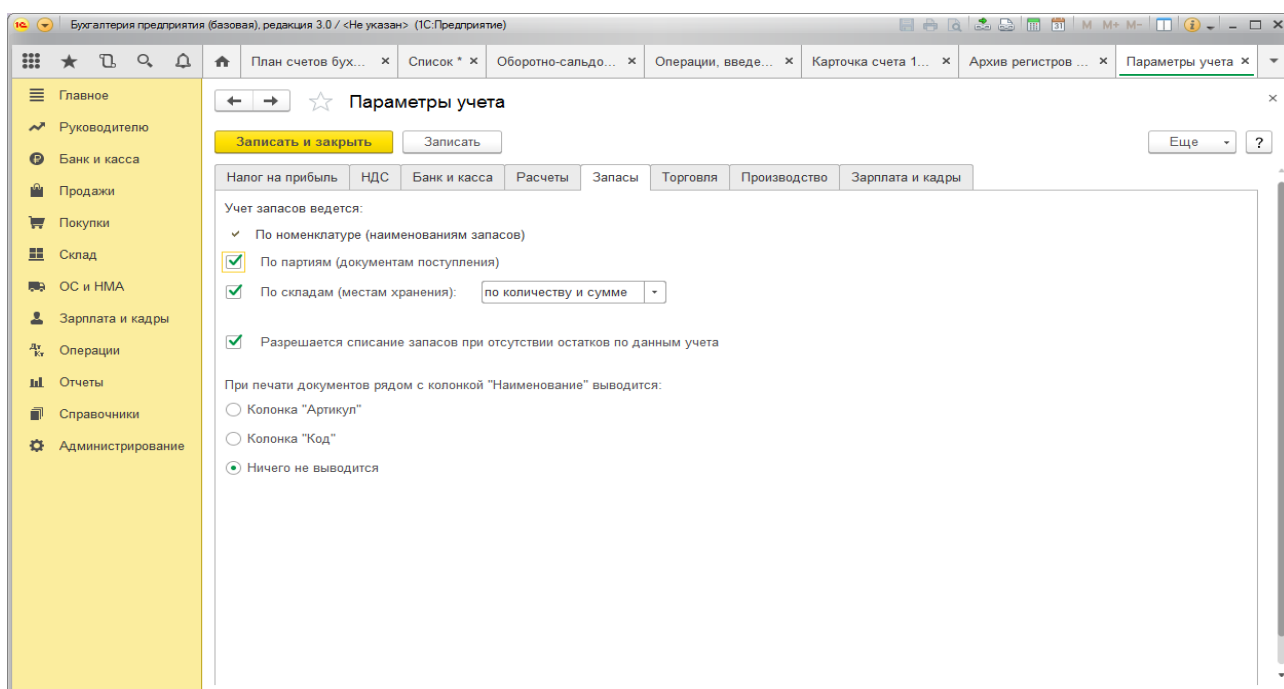 Бухгалтерия предприятия (базовая), редакция 3.0 / <Не указан> (1С:Предприятие)
M M+ M-
План счетов бух... Список * Оборотно-сальдо... Операции, введе... Карточка счета 1... Архив регистров ... Параметры учета
Главное
Руководителю
Банк и касса
Продажи
Покупки
Склад
ОС и НМА
Зарплата и кадры
Операции
Отчеты
Справочники
Администрирование
Параметры учета
Записать и закрыть Записать Еще ?
Налог на прибыль НДС Банк и касса Расчеты Запасы Торговля Производство Зарплата и кадры
Учет запасов ведется:
По номенклатуре (наименованиям запасов)
По партиям (документам поступления)
По складам (местам хранения): по количеству и сумме
Разрешается списание запасов при отсутствии остатков по данным учета
При печати документов рядом с колонкой "Наименование" выводится:
Колонка "Артикул"
Колонка "Код"
Ничего не выводится